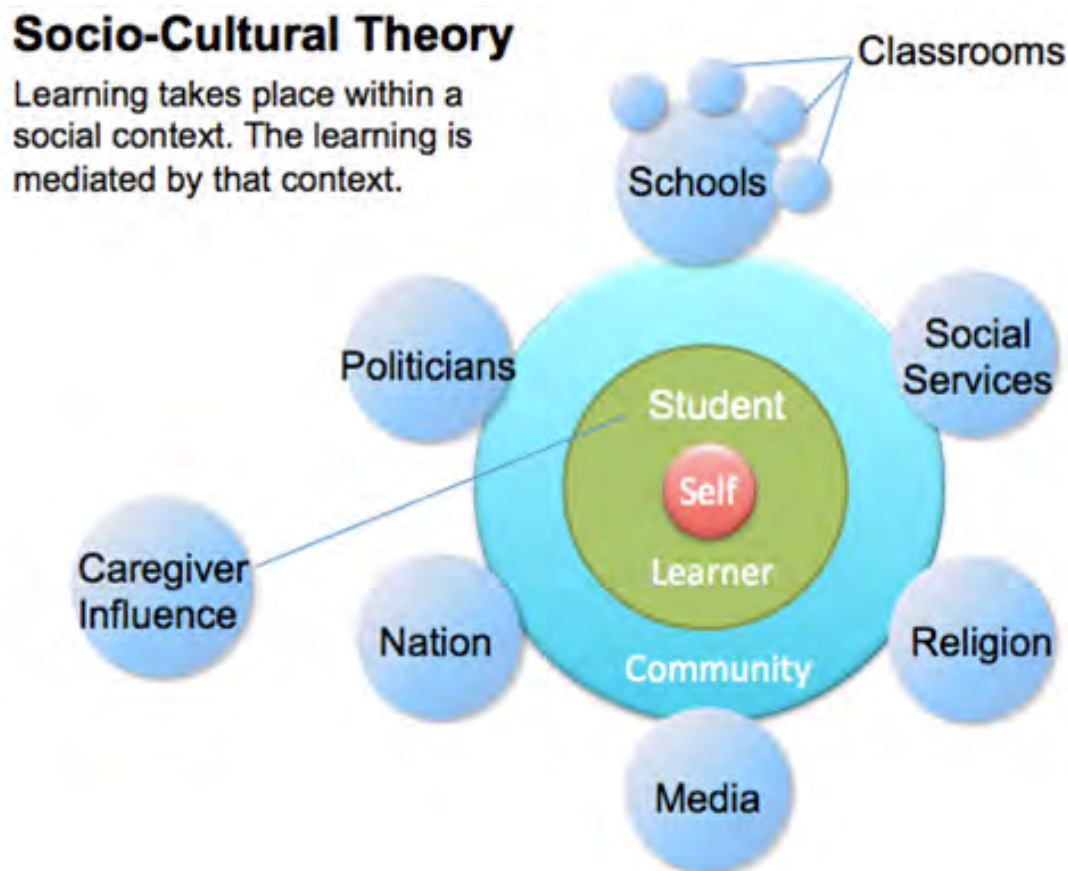 Socio-Cultural Theory
Learning takes place within a
social context. The learning is
mediated by that context.
Classrooms
Schools
Politicians
Social
Services
Student
Self
Learner
Caregiver
Influence
Nation
Community
Religion
Media